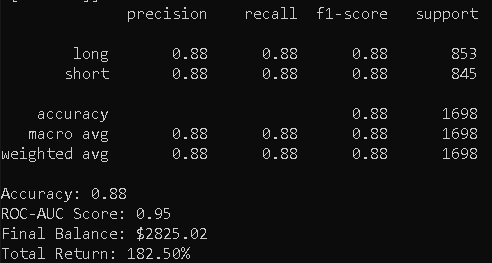 precision recall f1-score support
long 0.88 0.88 0.88 853
short 0.88 0.88 0.88 845
accuracy 0.88 1698
macro avg 0.88 0.88 0.88 1698
weighted avg 0.88 0.88 0.88 1698
Accuracy: 0.88
ROC-AUC Score: 0.95
Final Balance: $2825.02
Total Return: 182.50%